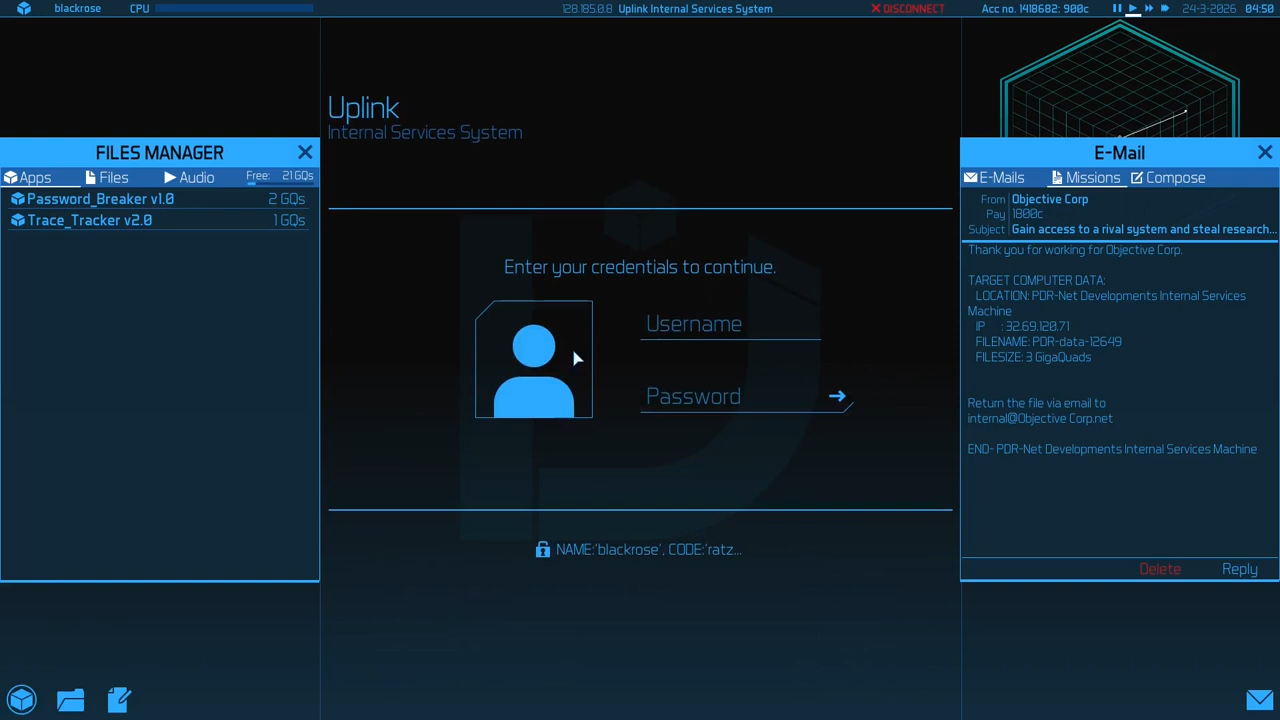 blackrose
CPU
128.185.0.8 Uplink Internal Services System
DISCONNECT
Acc no. 1418682: 900c
24-3-2026 04:50
Uplink
Internal Services System
FILES MANAGER
Apps
Files
Audio
Free: 21GQs
Password_Breaker v1.0 2 GQs
Trace_Tracker v2.0 1 GQs
Enter your credentials to continue.
Username
Password
NAME:'blackrose', CODE:'ratz...
E-Mail
E-Mails
Missions
Compose
From Objective Corp
Pay 1800c
Subject Gain access to a rival system and steal research...
Thank you for working for Objective Corp.
TARGET COMPUTER DATA:
LOCATION: PDR-Net Developments Internal Services
Machine
IP : 32.69.120.71
FILENAME: PDR-data-12649
FILESIZE: 3 GigaQuads
Return the file via email to
internal@Objective Corp.net
END- PDR-Net Developments Internal Services Machine
Delete
Reply